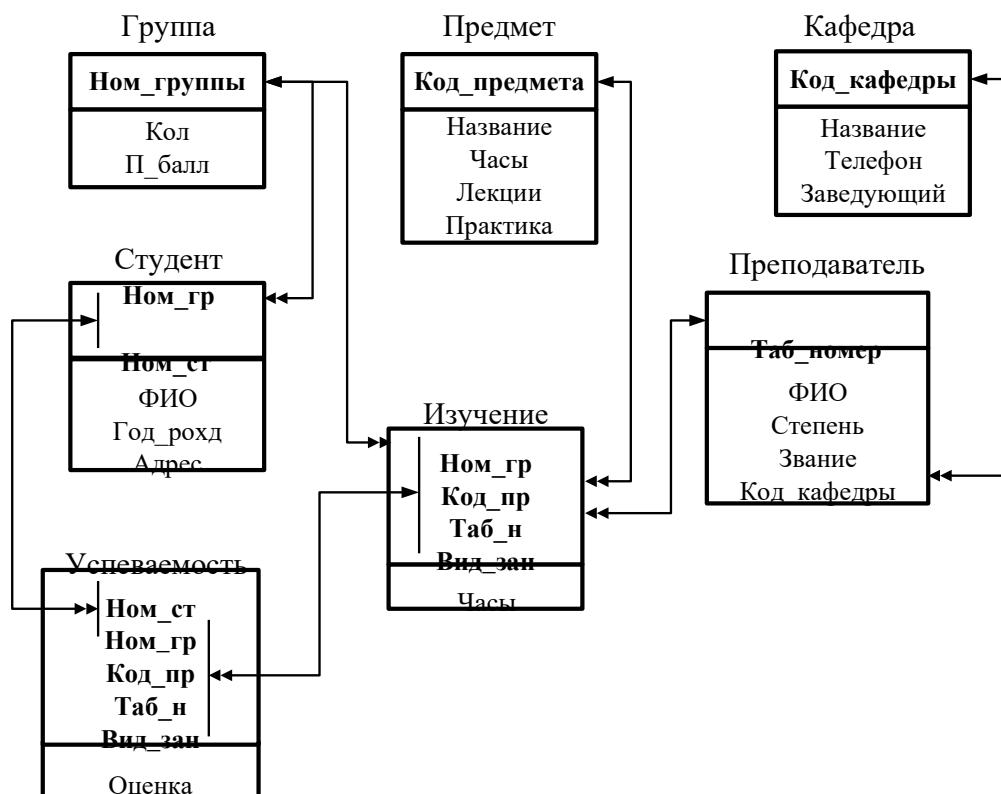 Группа
Ном_группы
Кол
П_балл
Предмет
Код_предмета
Название
Часы
Лекции
Практика
Кафедра
Код_кафедры
Название
Телефон
Заведующий
Студент
Ном_гр
Ном_ст
ФИО
Год_рохд
Адрес
Преподаватель
Таб_номер
ФИО
Степень
Звание
Код_кафедры
Изучение
Ном_гр
Код_пр
Таб_н
Вид_зан
Часы
Успеваемость
Ном_ст
Ном_гр
Код_пр
Таб_н
Вид_зан
Оценка